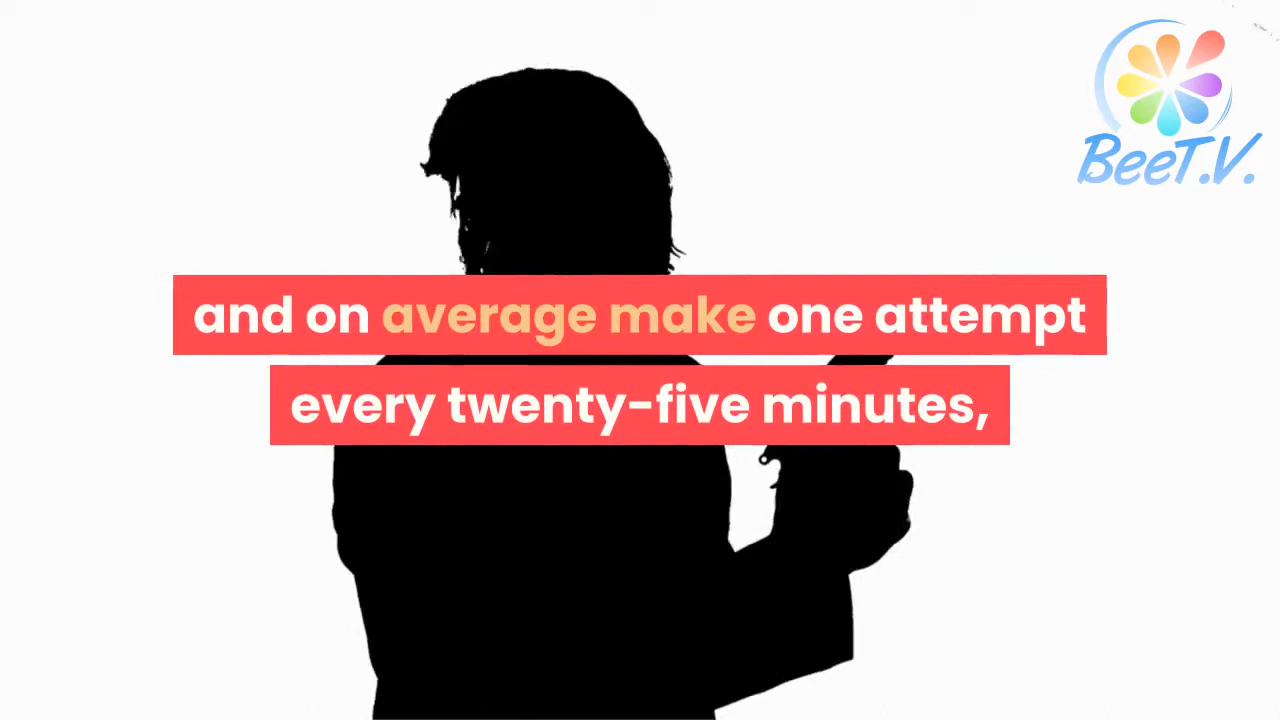 BeeT.V.
and on average make one attempt
every twenty-five minutes,